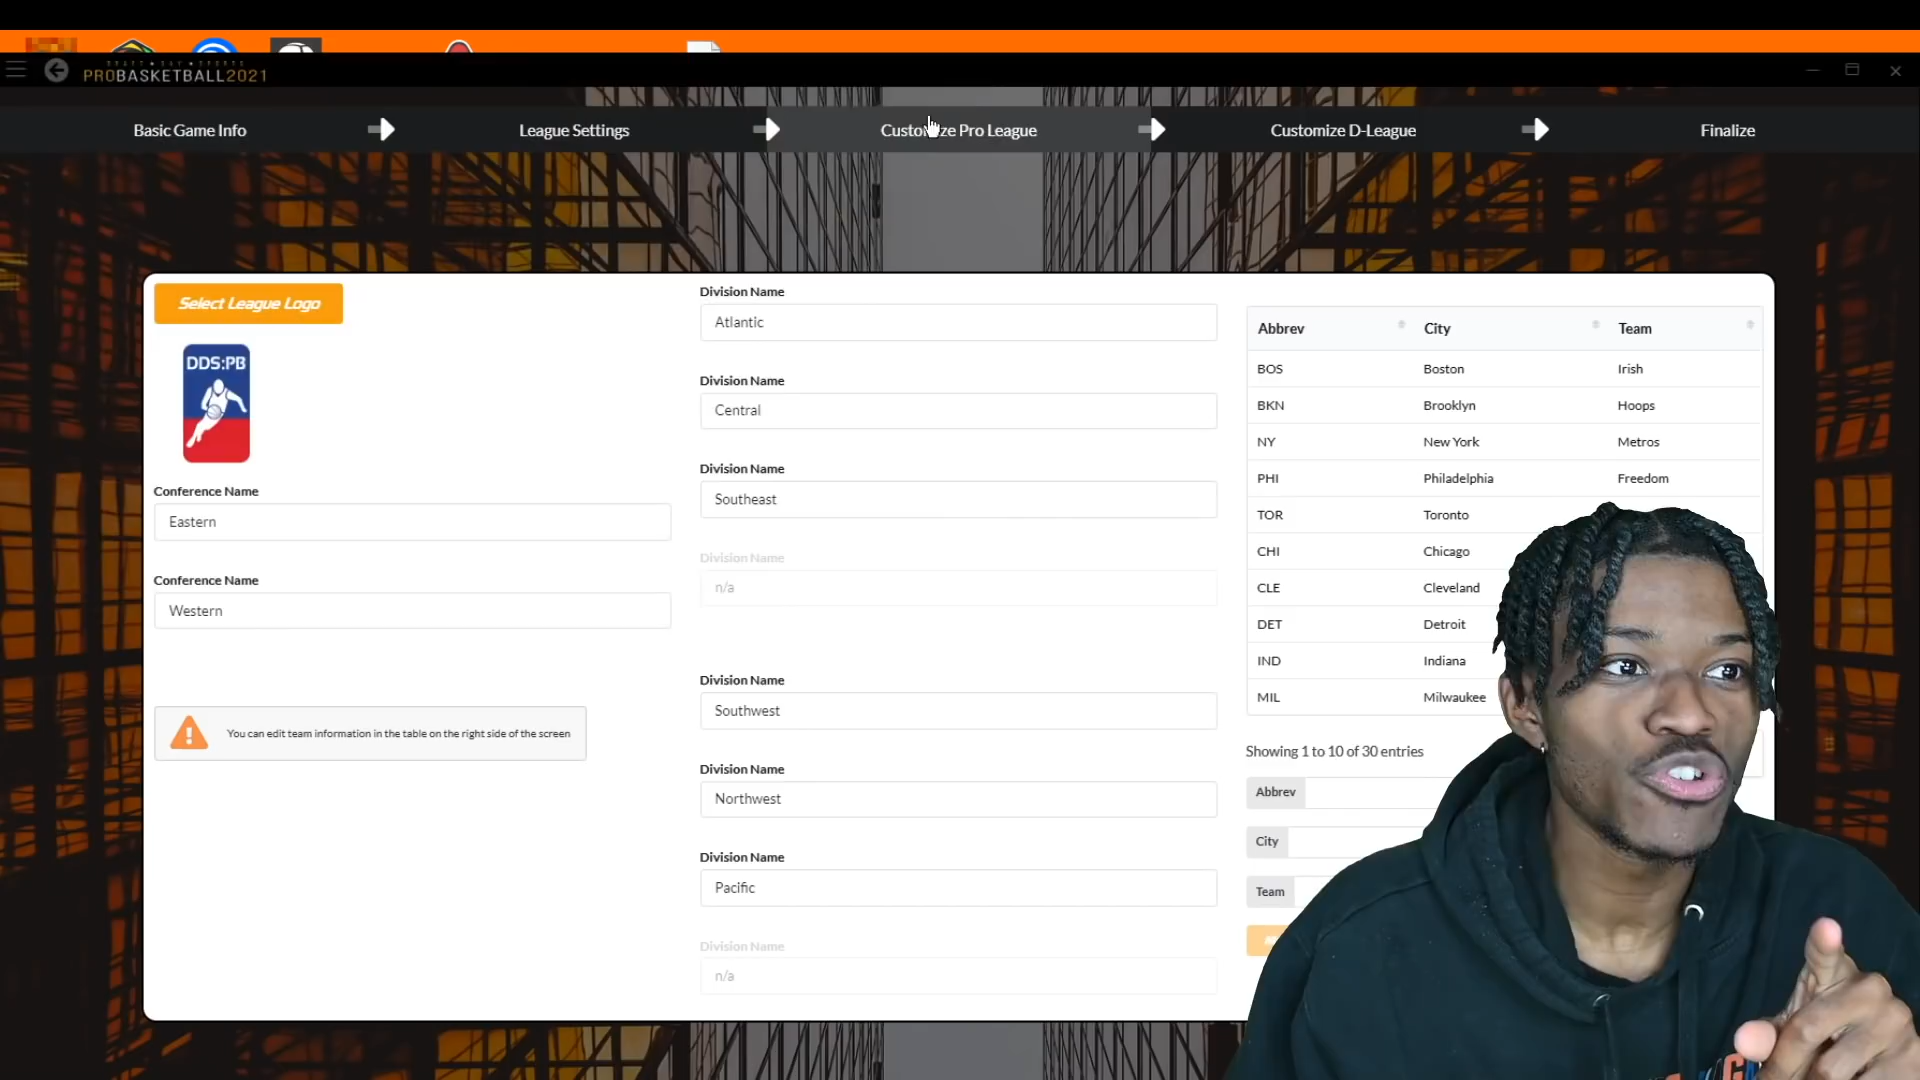 DRAFT DAY SPORTS
PROBASKETBALL2021
Basic Game Info
League Settings
Customize Pro League
Customize D-League
Finalize
Select League Logo
DDS:PB
Conference Name
Eastern
Conference Name
Western
You can edit team information in the table on the right side of the screen
Division Name
Atlantic
Division Name
Central
Division Name
Southeast
Division Name
n/a
Division Name
Southwest
Division Name
Northwest
Division Name
Pacific
Division Name
n/a
Abbrev City Team
BOS Boston Irish
BKN Brooklyn Hoops
NY New York Metros
PHI Philadelphia Freedom
TOR Toronto
CHI Chicago
CLE Cleveland
DET Detroit
IND Indiana
MIL Milwaukee
Showing 1 to 10 of 30 entries
Abbrev
City
Team